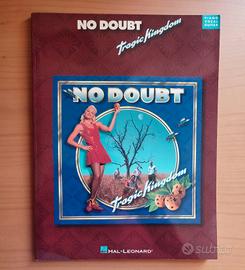 NO DOUBT
Tragic Kingdom
PIANO
VOCAL
GUITAR
NO DOUBT
Tragic Kingdom
HAL•LEONARD®
subito